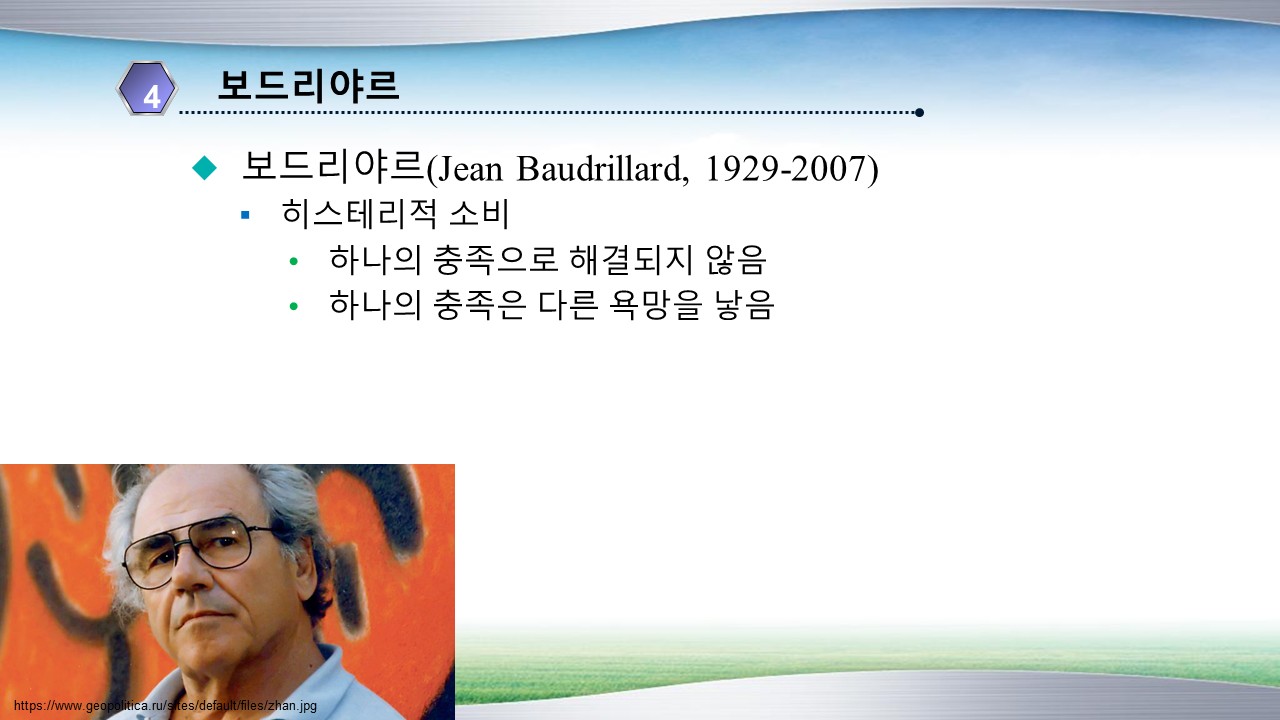 4
보드리야르
보드리야르(Jean Baudrillard, 1929-2007)
히스테리적 소비
하나의 충족으로 해결되지 않음
하나의 충족은 다른 욕망을 낳음
https://www.geopolitica.ru/sites/default/files/zhan.jpg